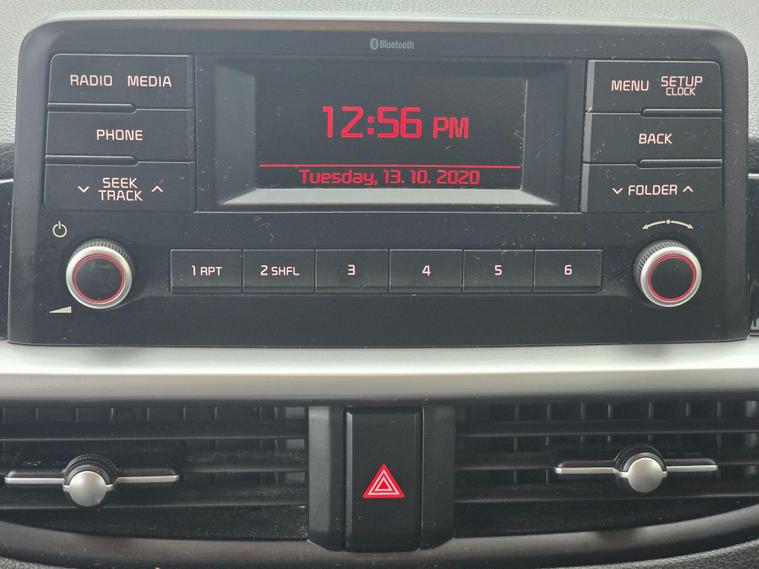 Bluetooth
RADIO MEDIA
MENU SETUP
CLOCK
12:56 PM
PHONE
BACK
Tuesday, 13. 10. 2020
SEEK
TRACK
FOLDER
1 RPT 2 SHFL 3 4 5 6